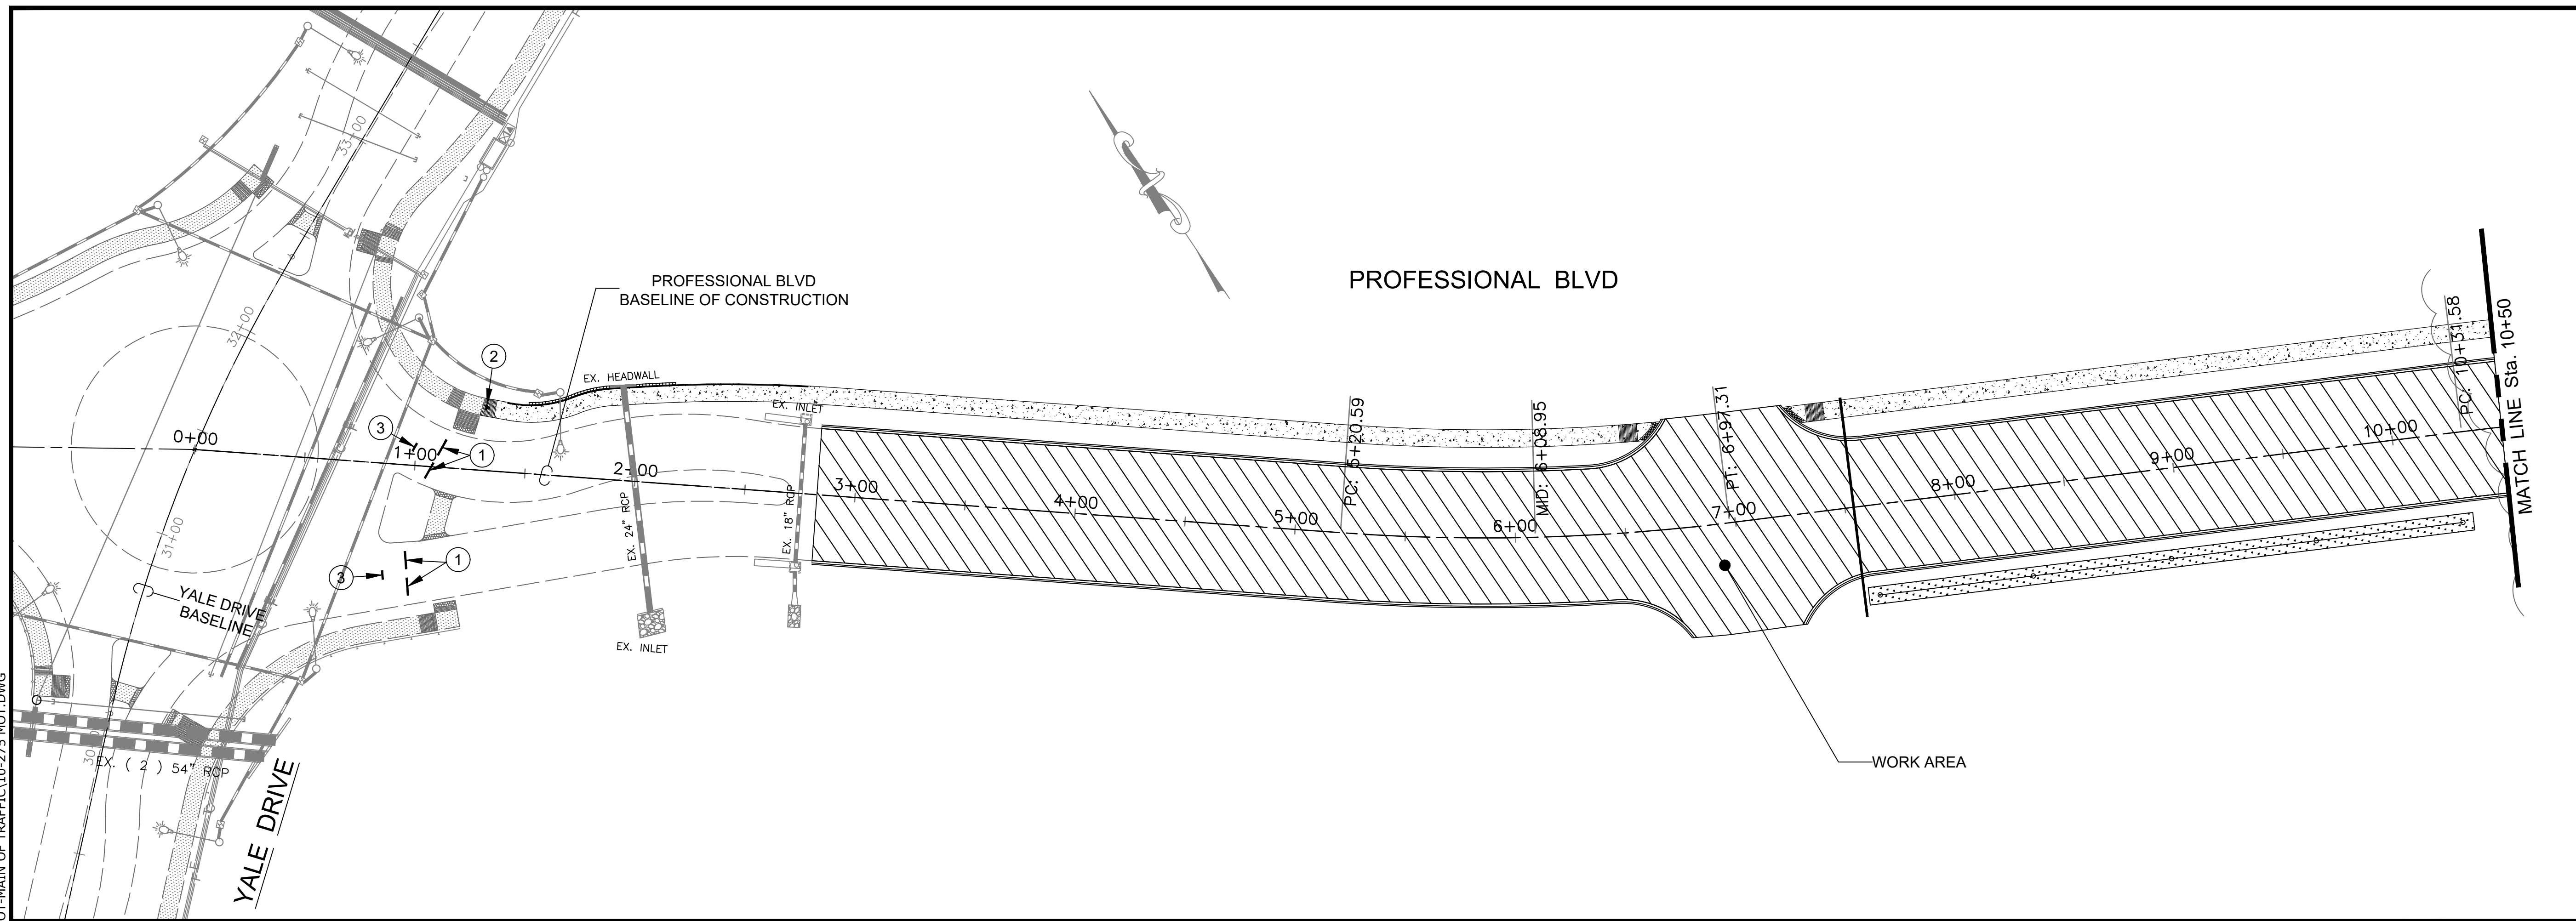 PROFESSIONAL BLVD
BASELINE OF CONSTRUCTION
PROFESSIONAL BLVD
33+00
32+00
31+00
2
EX. HEADWALL
EX. INLET
3
1
0+00
1+00
2+00
3+00
4+00
5+00
6+00
7+00
8+00
9+00
10+00
PC: 5+20.59
MID: 6+08.95
PT: 6+97.31
PC: 10+31.58
MATCH LINE Sta. 10+50
EX. 24" RCP
EX. 18" RCP
1
3
YALE DRIVE
BASELINE
EX. INLET
EX. ( 2 ) 54" RCP
WORK AREA
YALE DRIVE